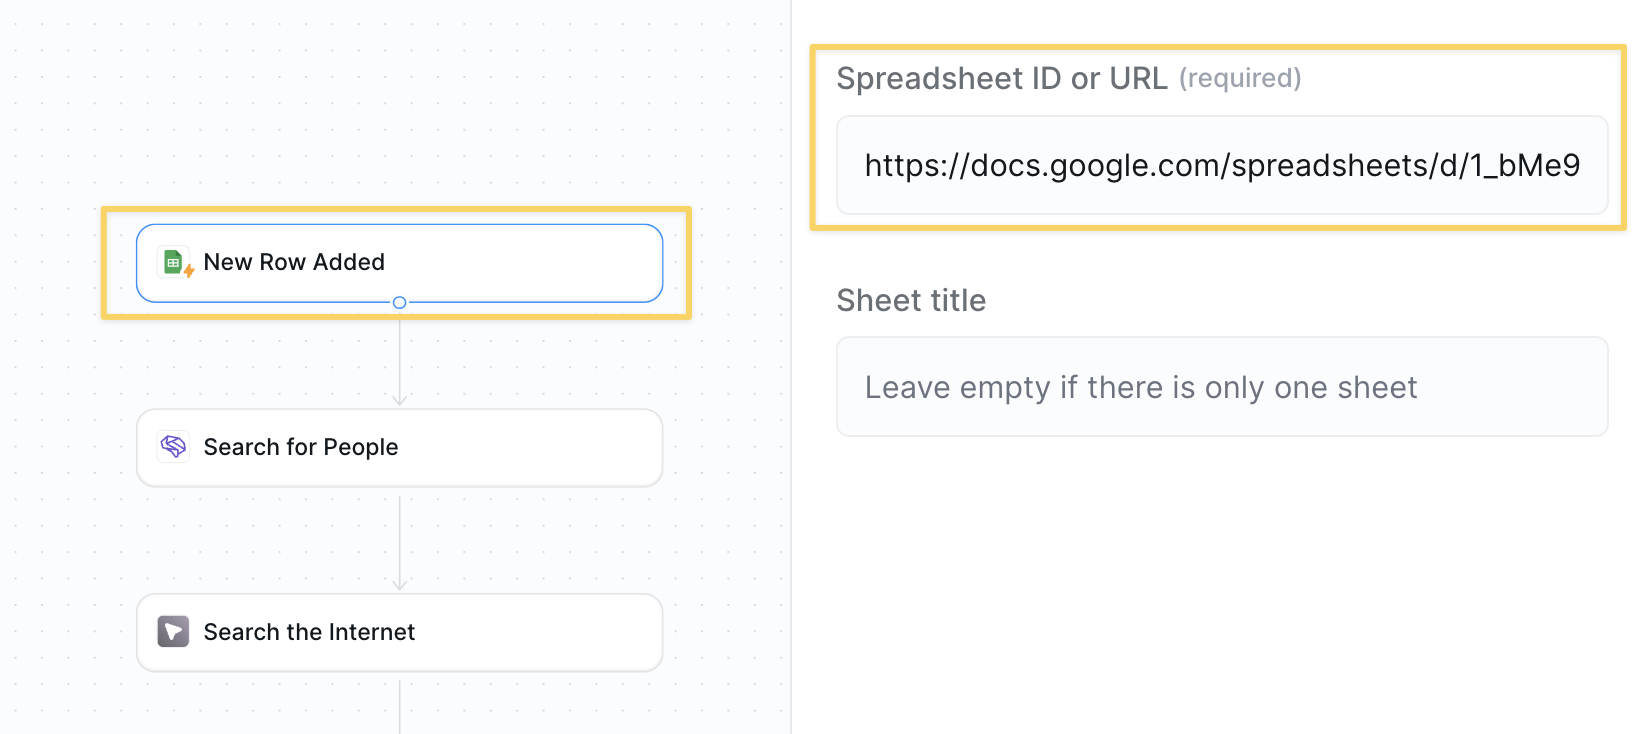 New Row Added
Search for People
Search the Internet
Spreadsheet ID or URL (required)
https://docs.google.com/spreadsheets/d/1_bMe9
Sheet title
Leave empty if there is only one sheet